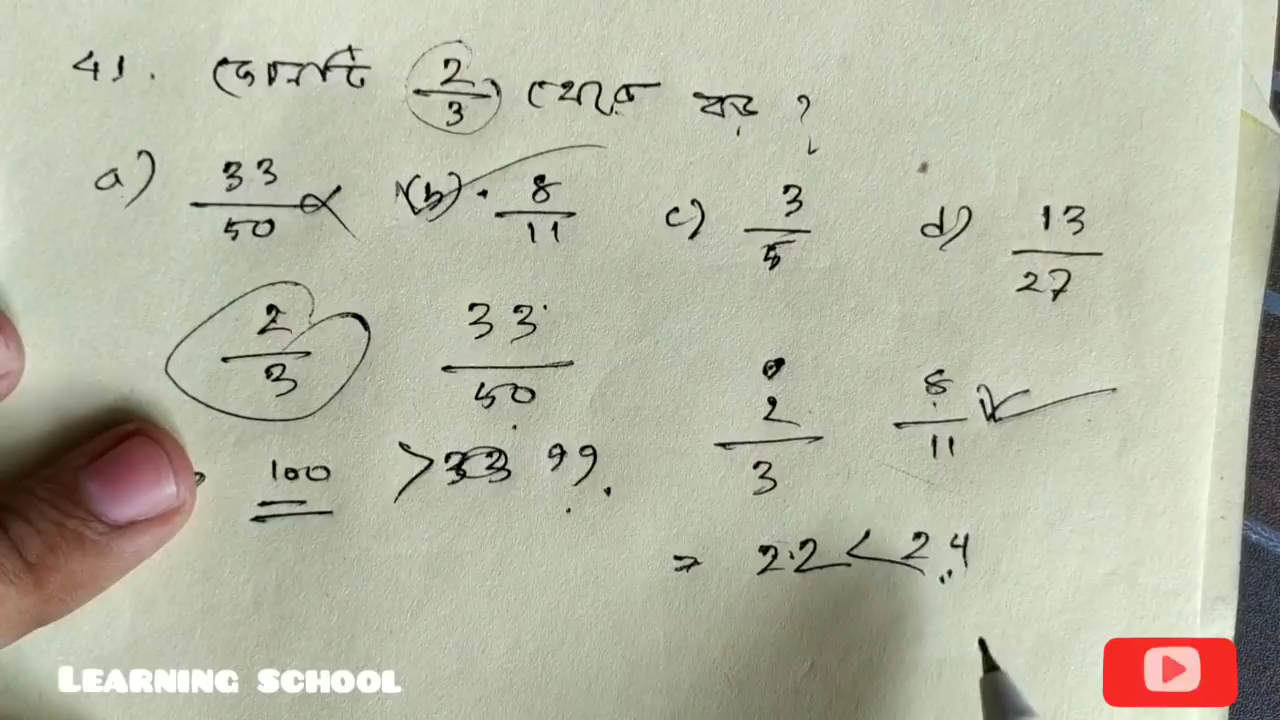 41. কোনটি 2/3 থেকে বড় ?
a) 33/50 (b) 8/11 c) 3/5 d) 13/27
2/3 33/50 2/3 8/11
100 > 99
⇒ 22 < 24
LEARNING SCHOOL